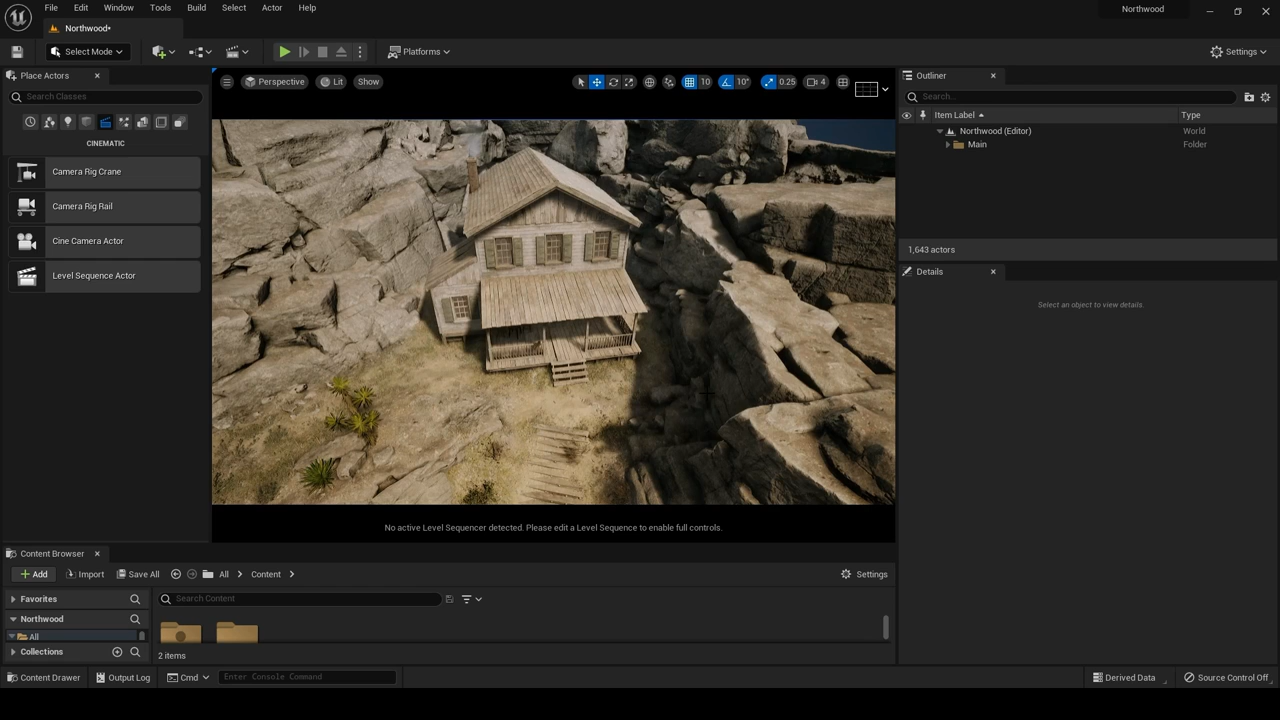 File Edit Window Tools Build Select Actor Help
Northwood
Northwood*
Select Mode
Platforms
Settings
Place Actors
Search Classes
CINEMATIC
Camera Rig Crane
Camera Rig Rail
Cine Camera Actor
Level Sequence Actor
Perspective Lit Show
10 10° 0.25 4
No active Level Sequencer detected. Please edit a Level Sequence to enable full controls.
Outliner
Search...
Item Label Type
Northwood (Editor) World
Main Folder
1,643 actors
Details
Select an object to view details.
Content Browser
Add Import Save All All Content Settings
Favorites
Northwood
All
Collections
Search Content
2 items
Content Drawer Output Log Cmd Enter Console Command Derived Data Source Control Off